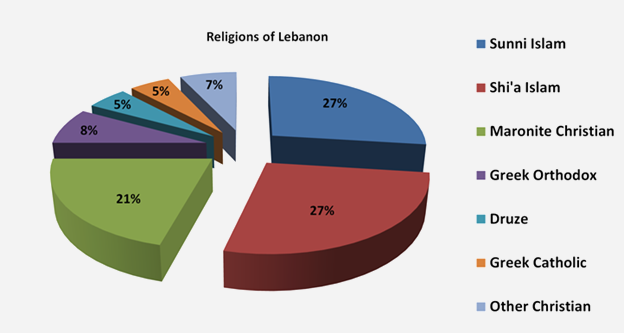 Religions of Lebanon
27%
27%
21%
8%
5%
5%
7%
Sunni Islam
Shi'a Islam
Maronite Christian
Greek Orthodox
Druze
Greek Catholic
Other Christian